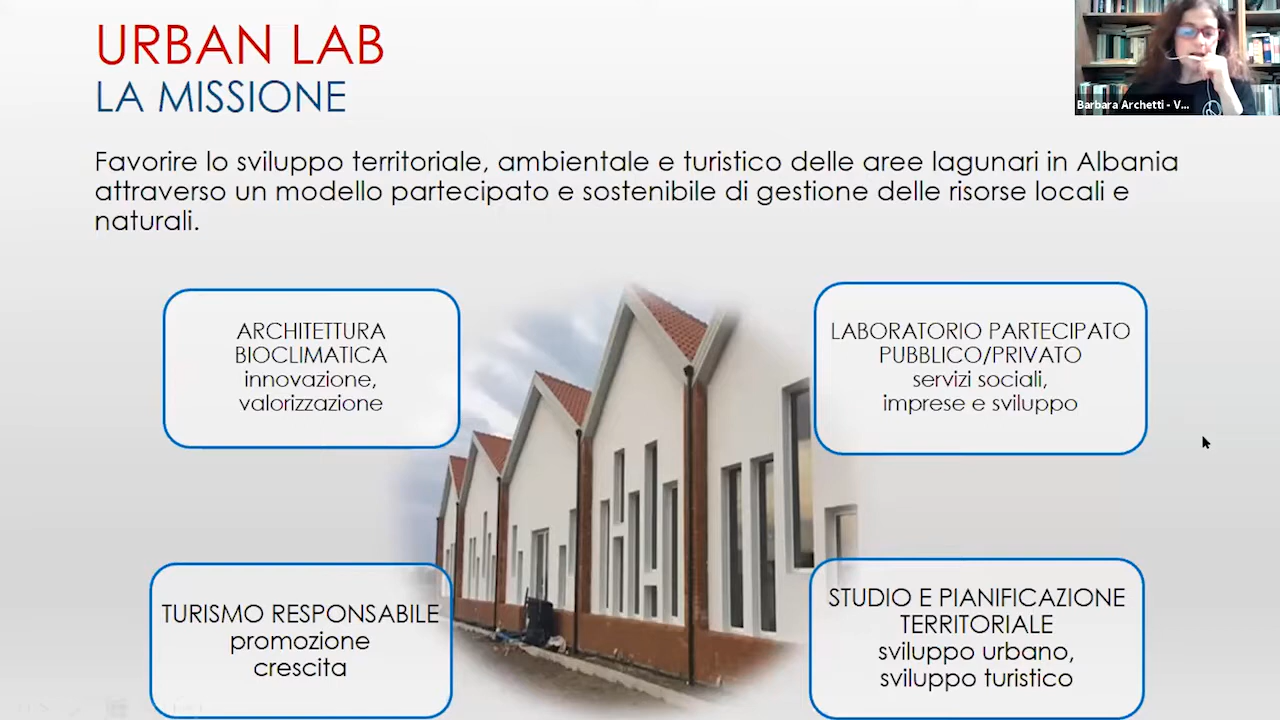 URBAN LAB
LA MISSIONE
Barbara Archetti - V...
Favorire lo sviluppo territoriale, ambientale e turistico delle aree lagunari in Albania
attraverso un modello partecipato e sostenibile di gestione delle risorse locali e
naturali.
ARCHITETTURA
BIOCLIMATICA
innovazione,
valorizzazione
LABORATORIO PARTECIPATO
PUBBLICO/PRIVATO
servizi sociali,
imprese e sviluppo
TURISMO RESPONSABILE
promozione
crescita
STUDIO E PIANIFICAZIONE
TERRITORIALE
sviluppo urbano,
sviluppo turistico